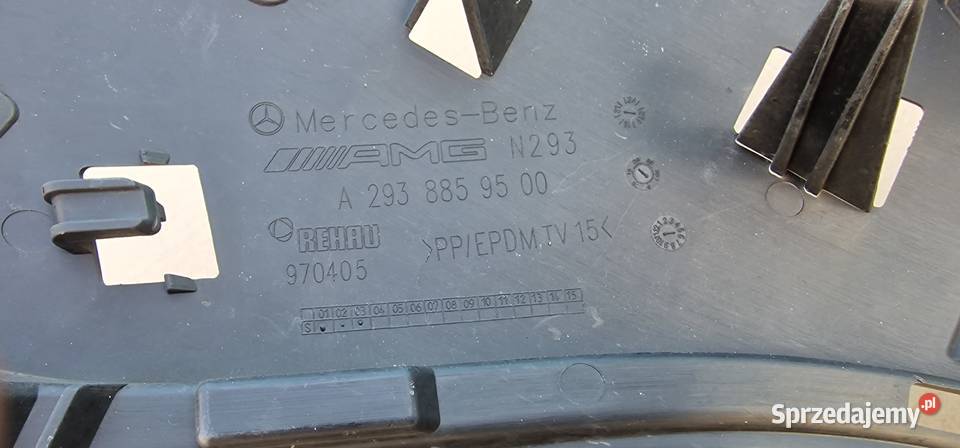 Mercedes-Benz
AMG N293
A 293 885 95 00
REHAU
970405
>PP/EPDM.TV 15<
01 02 03 04 05 06 07 08 09 10 11 12 13 14 15
S
Sprzedajemy.pl